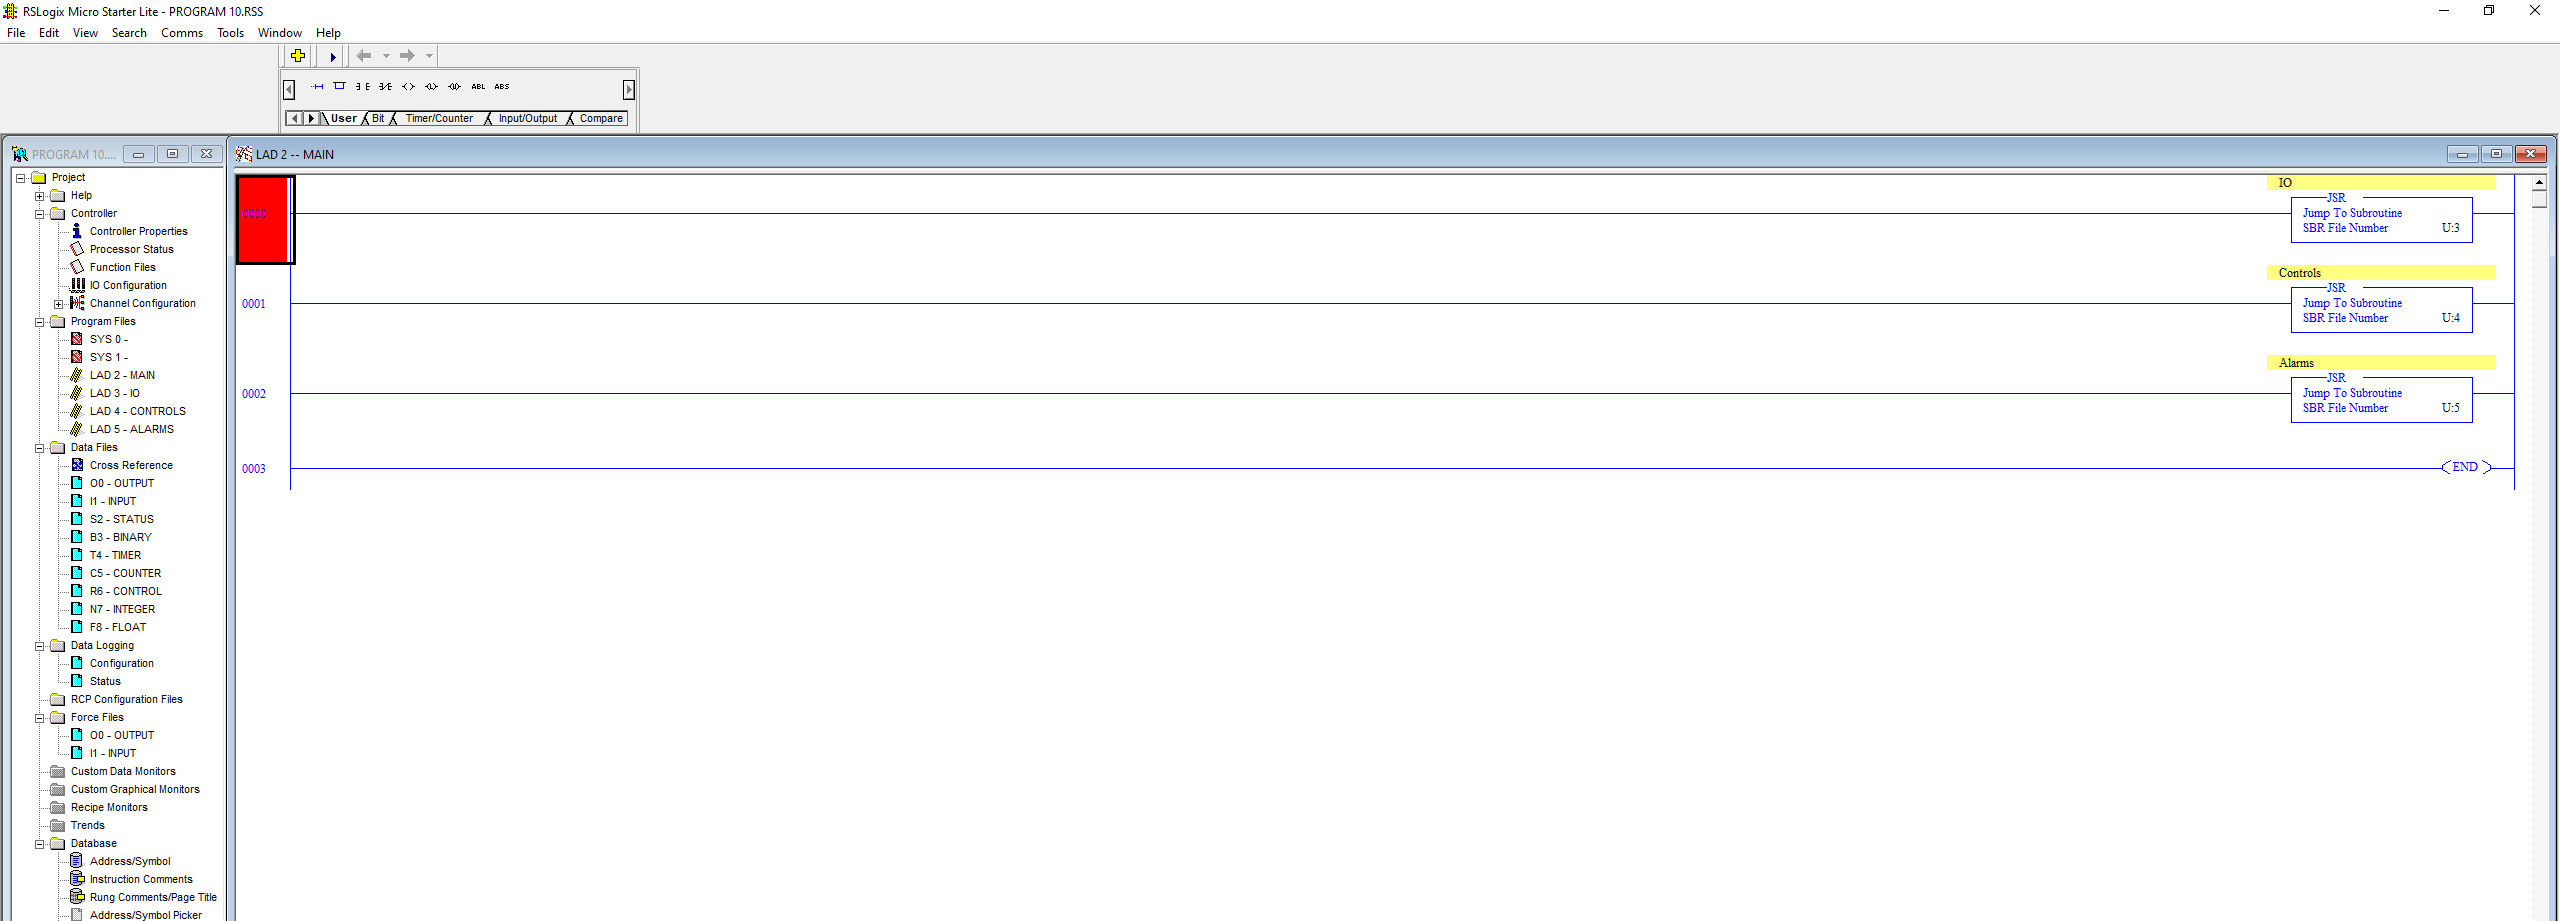 RSLogix Micro Starter Lite - PROGRAM 10.RSS
File Edit View Search Comms Tools Window Help
ABL ABS
User Bit Timer/Counter Input/Output Compare
PROGRAM 10....
Project
Help
Controller
Controller Properties
Processor Status
Function Files
IO Configuration
Channel Configuration
Program Files
SYS 0 -
SYS 1 -
LAD 2 - MAIN
LAD 3 - IO
LAD 4 - CONTROLS
LAD 5 - ALARMS
Data Files
Cross Reference
O0 - OUTPUT
I1 - INPUT
S2 - STATUS
B3 - BINARY
T4 - TIMER
C5 - COUNTER
R6 - CONTROL
N7 - INTEGER
F8 - FLOAT
Data Logging
Configuration
Status
RCP Configuration Files
Force Files
O0 - OUTPUT
I1 - INPUT
Custom Data Monitors
Custom Graphical Monitors
Recipe Monitors
Trends
Database
Address/Symbol
Instruction Comments
Rung Comments/Page Title
Address/Symbol Picker
LAD 2 -- MAIN
IO
JSR
0000
Jump To Subroutine
SBR File Number U:3
Controls
JSR
0001
Jump To Subroutine
SBR File Number U:4
Alarms
JSR
0002
Jump To Subroutine
SBR File Number U:5
0003
END